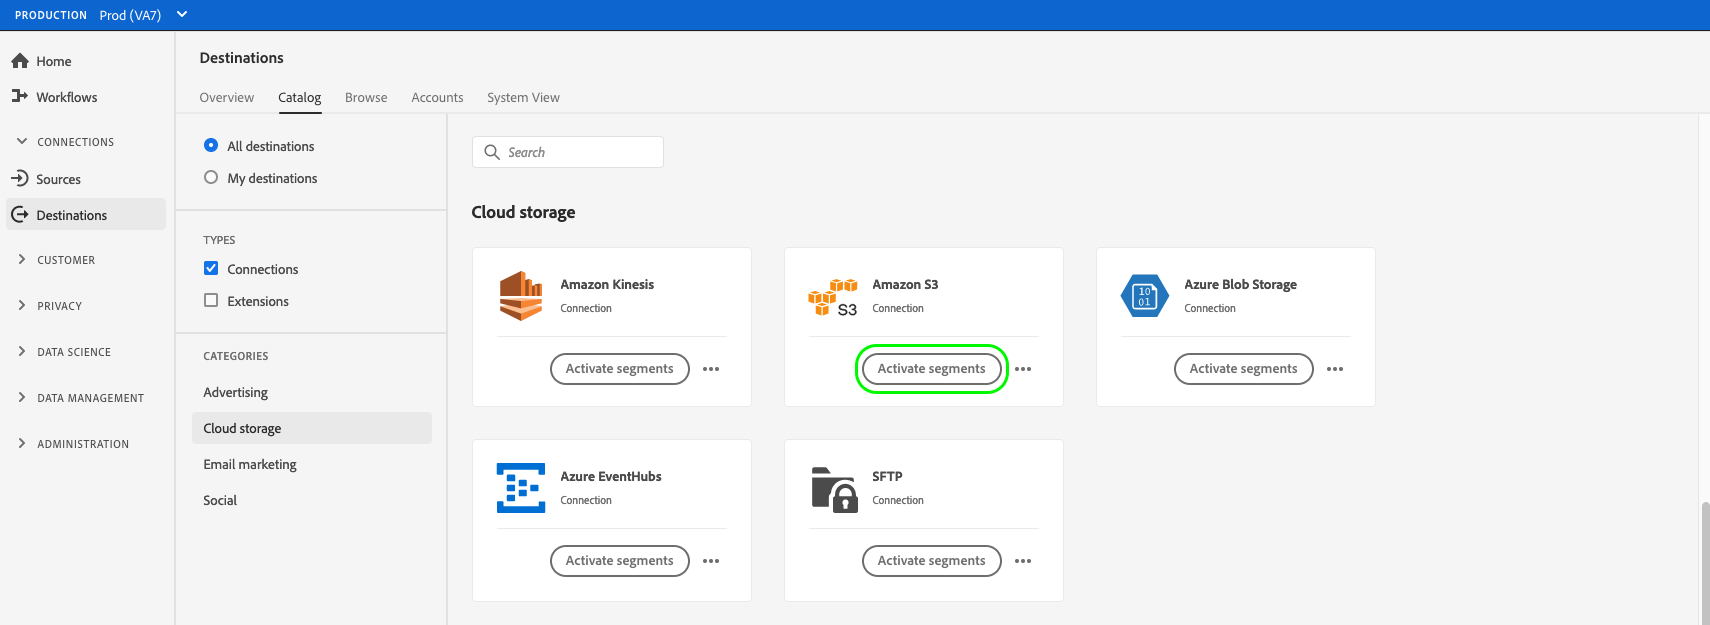 PRODUCTION Prod (VA7)
Home
Workflows
CONNECTIONS
Sources
Destinations
CUSTOMER
PRIVACY
DATA SCIENCE
DATA MANAGEMENT
ADMINISTRATION
Destinations
Overview Catalog Browse Accounts System View
All destinations
My destinations
TYPES
Connections
Extensions
CATEGORIES
Advertising
Cloud storage
Email marketing
Social
Search
Cloud storage
Amazon Kinesis
Connection
Activate segments
S3
Amazon S3
Connection
Activate segments
10
01
Azure Blob Storage
Connection
Activate segments
Azure EventHubs
Connection
Activate segments
SFTP
Connection
Activate segments